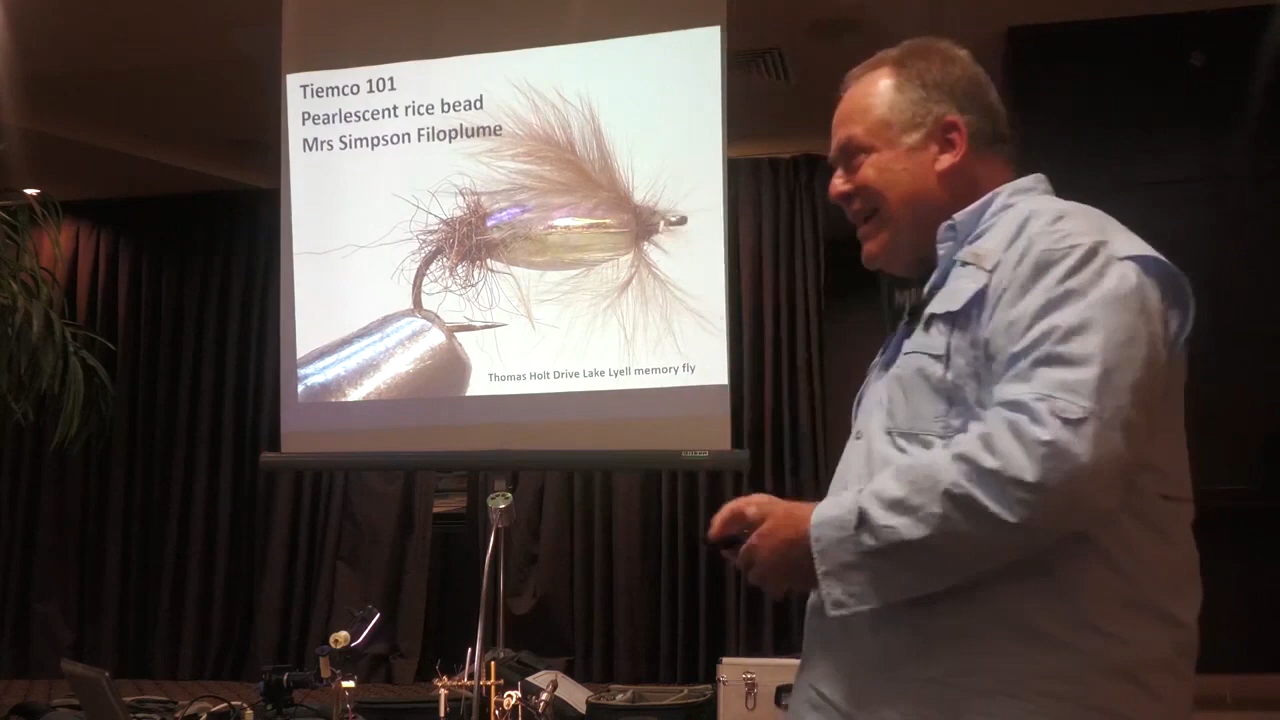 Tiemco 101
Pearlescent rice bead
Mrs Simpson Filoplume
Thomas Holt Drive Lake Lyell memory fly